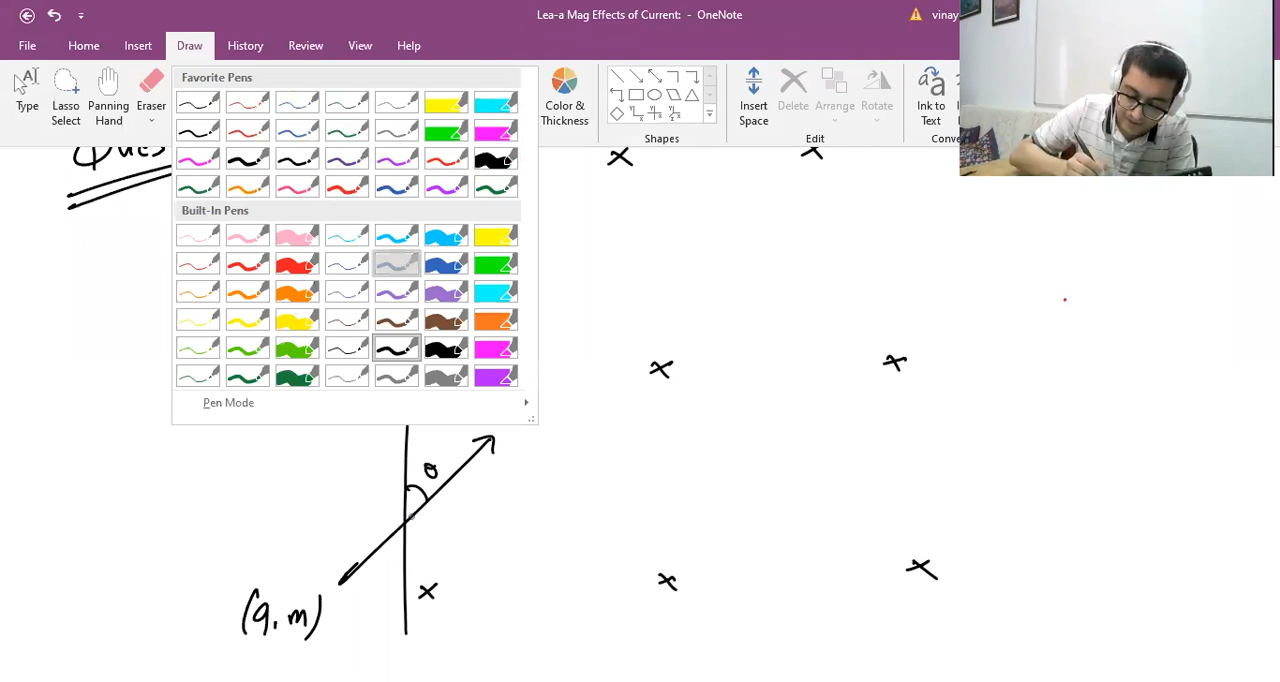 Lea-a Mag Effects of Current: - OneNote
vinay
File Home Insert Draw History Review View Help
Favorite Pens
Built-In Pens
Pen Mode
Type
Lasso Select
Panning Hand
Eraser
Color & Thickness
Shapes
Insert Space
Delete
Arrange
Rotate
Edit
Ink to Text
Conve
Ques
x x
x x
θ
x x x
(q, m)